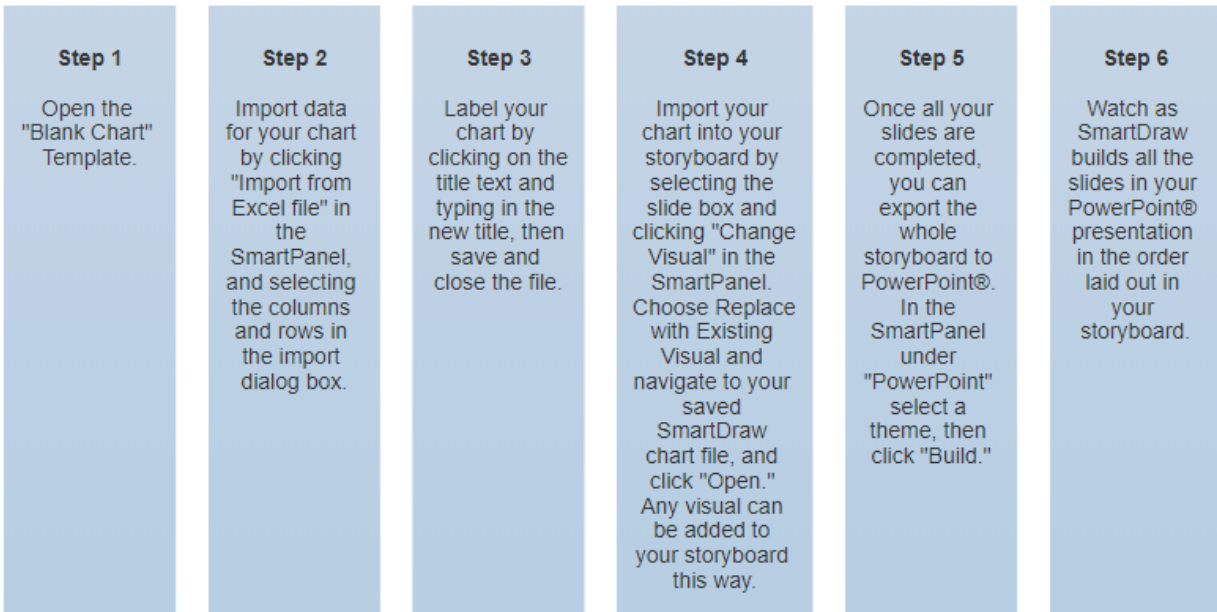 Step 1
Open the
"Blank Chart"
Template.
Step 2
Import data
for your chart
by clicking
"Import from
Excel file" in
the
SmartPanel,
and selecting
the columns
and rows in
the import
dialog box.
Step 3
Label your
chart by
clicking on the
title text and
typing in the
new title, then
save and
close the file.
Step 4
Import your
chart into your
storyboard by
selecting the
slide box and
clicking "Change
Visual" in the
SmartPanel.
Choose Replace
with Existing
Visual and
navigate to your
saved
SmartDraw
chart file, and
click "Open."
Any visual can
be added to
your storyboard
this way.
Step 5
Once all your
slides are
completed,
you can
export the
whole
storyboard to
PowerPoint®.
In the
SmartPanel
under
"PowerPoint"
select a
theme, then
click "Build."
Step 6
Watch as
SmartDraw
builds all the
slides in your
PowerPoint®
presentation
in the order
laid out in
your
storyboard.